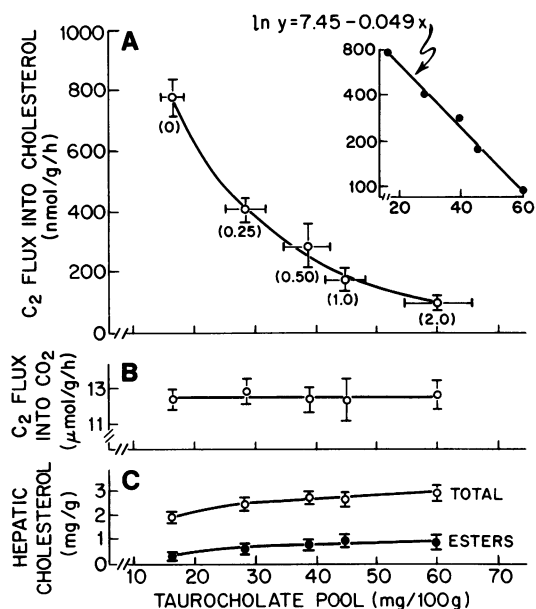 ln y=7.45-0.049x
A
C₂ FLUX INTO CHOLESTEROL
(nmol/g/h)
1000
800
600
400
200
0
(0)
(0.25)
(0.50)
(1.0)
(2.0)
800
400
200
100
20
40
60
B
C₂ FLUX
INTO CO₂
(µmol/g/h)
13
11
C
HEPATIC
CHOLESTEROL
(mg/g)
3
2
1
0
TOTAL
ESTERS
10
20
30
40
50
60
70
TAUROCHOLATE POOL (mg/100g)